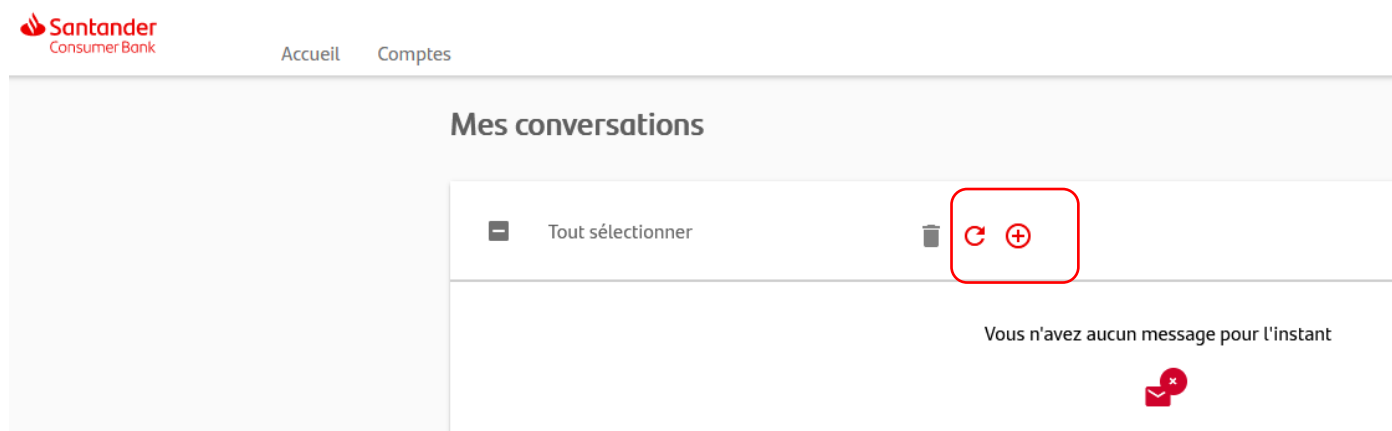 Santander
Consumer Bank
Accueil Comptes
Mes conversations
Tout sélectionner
Vous n'avez aucun message pour l'instant